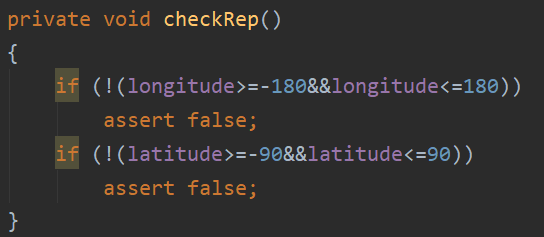 private void checkRep()
{
    if (!(longitude>=-180&&longitude<=180))
        assert false;
    if (!(latitude>=-90&&latitude<=90))
        assert false;
}